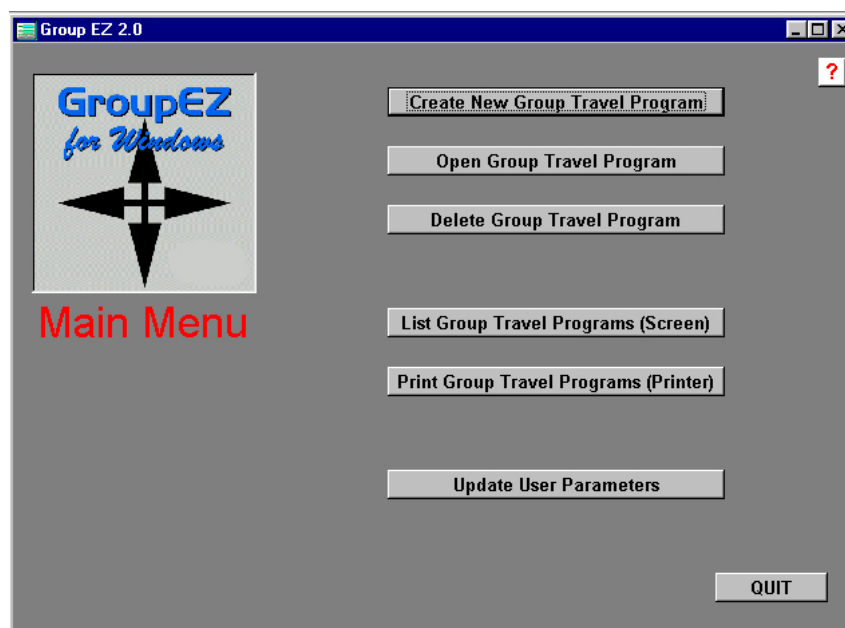 Group EZ 2.0
?
GroupEZ
for Windows
Main Menu
Create New Group Travel Program
Open Group Travel Program
Delete Group Travel Program
List Group Travel Programs (Screen)
Print Group Travel Programs (Printer)
Update User Parameters
QUIT